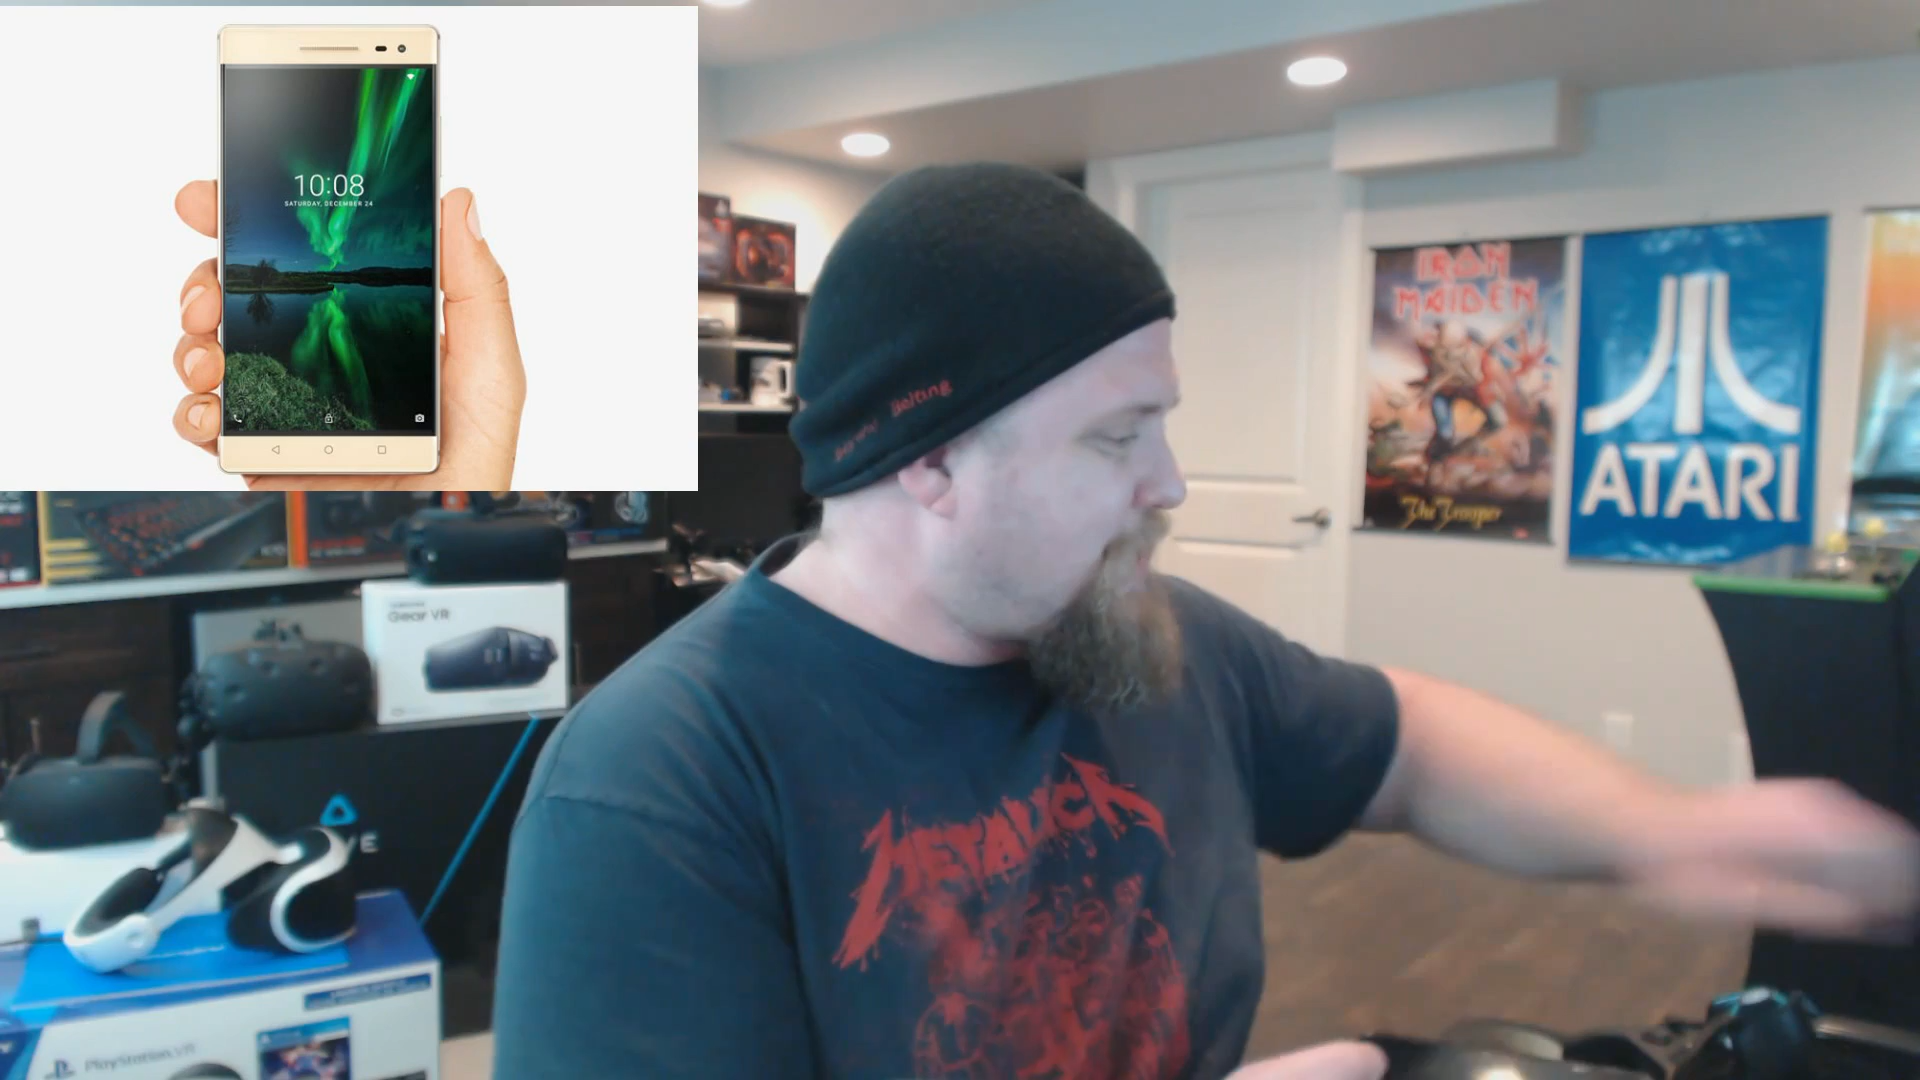 10:08
SATURDAY, DECEMBER 24
IRON
MAIDEN
The Trooper
ATARI
Gear VR
METALLICA
PlayStation VR